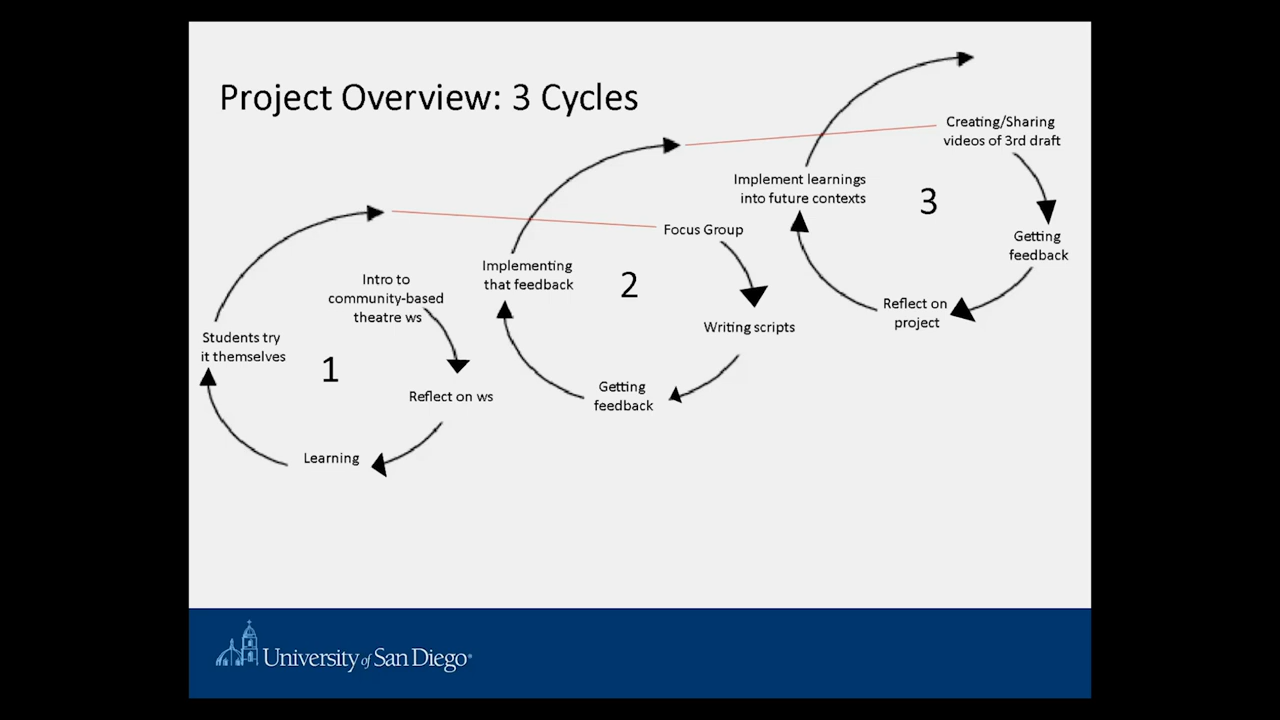 Project Overview: 3 Cycles
Intro to
community-based
theatre ws
Reflect on ws
Learning
Students try
it themselves
1
Focus Group
Writing scripts
Getting
feedback
Implementing
that feedback
2
Creating/Sharing
videos of 3rd draft
Getting
feedback
Reflect on
project
Implement learnings
into future contexts
3
University of San Diego